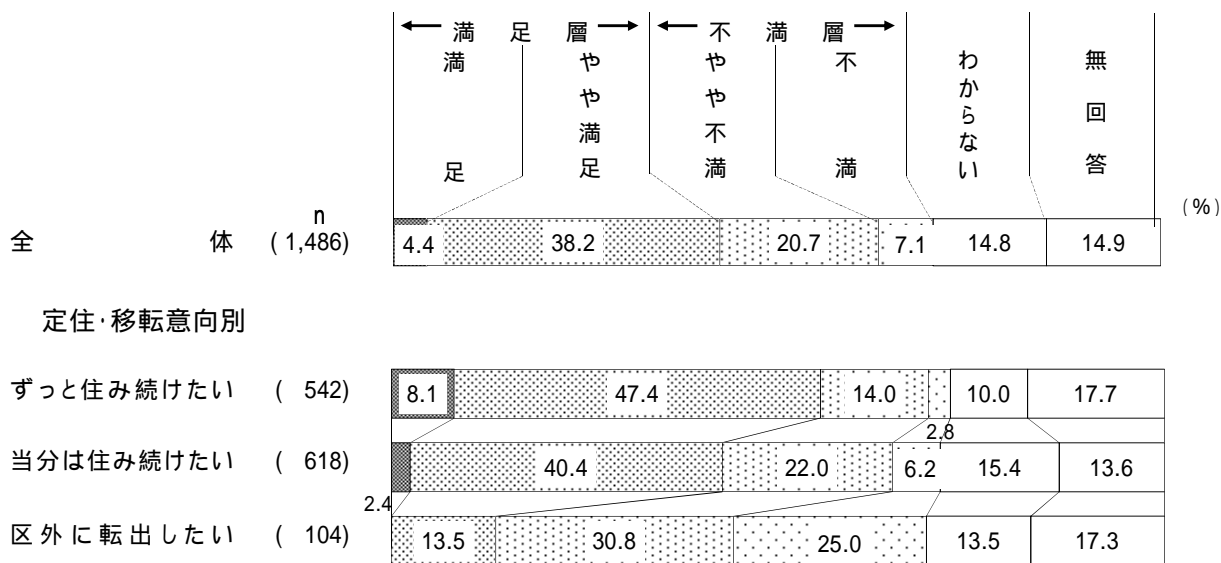 満足層 不満層
満足 やや満足 やや不満 不満 わからない 無回答
(%)
n
全体 (1,486) 4.4 38.2 20.7 7.1 14.8 14.9
定住・移転意向別
ずっと住み続けたい ( 542) 8.1 47.4 14.0 10.0 17.7
2.8
当分は住み続けたい ( 618) 40.4 22.0 6.2 15.4 13.6
2.4
区外に転出したい ( 104) 13.5 30.8 25.0 13.5 17.3